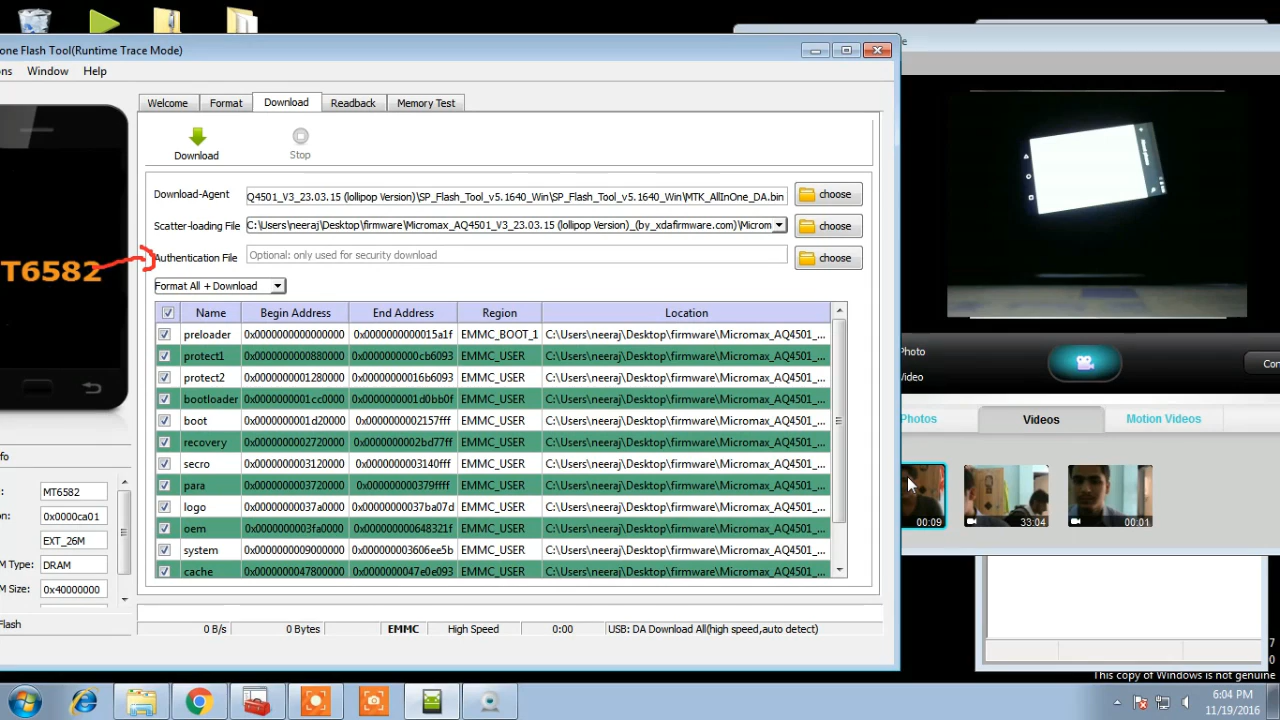 one Flash Tool(Runtime Trace Mode)
ns Window Help
Welcome Format Download Readback Memory Test
Download Stop
Download-Agent Q4501_V3_23.03.15 (lollipop Version)\SP_Flash_Tool_v5.1640_Win\SP_Flash_Tool_v5.1640_Win\MTK_AllInOne_DA.bin choose
Scatter-loading File C:\Users\neeraj\Desktop\firmware\Micromax_AQ4501_V3_23.03.15 (lollipop Version)_(by_xdafirmware.com)\Microm choose
Authentication File Optional: only used for security download choose
T6582
Format All + Download
Name Begin Address End Address Region Location
preloader 0x0000000000000000 0x0000000000015a1f EMMC_BOOT_1 C:\Users\neeraj\Desktop\firmware\Micromax_AQ4501_...
protect1 0x0000000000880000 0x0000000000cb6093 EMMC_USER C:\Users\neeraj\Desktop\firmware\Micromax_AQ4501_...
protect2 0x0000000001280000 0x00000000016b6093 EMMC_USER C:\Users\neeraj\Desktop\firmware\Micromax_AQ4501_...
bootloader 0x0000000001cc0000 0x0000000001d0bb0f EMMC_USER C:\Users\neeraj\Desktop\firmware\Micromax_AQ4501_...
boot 0x0000000001d20000 0x0000000002157fff EMMC_USER C:\Users\neeraj\Desktop\firmware\Micromax_AQ4501_...
recovery 0x0000000002720000 0x0000000002bd77ff EMMC_USER C:\Users\neeraj\Desktop\firmware\Micromax_AQ4501_...
secro 0x0000000003120000 0x0000000003140fff EMMC_USER C:\Users\neeraj\Desktop\firmware\Micromax_AQ4501_...
para 0x0000000003720000 0x000000000379ffff EMMC_USER C:\Users\neeraj\Desktop\firmware\Micromax_AQ4501_...
logo 0x00000000037a0000 0x00000000037ba07d EMMC_USER C:\Users\neeraj\Desktop\firmware\Micromax_AQ4501_...
oem 0x0000000003fa0000 0x000000000648321f EMMC_USER C:\Users\neeraj\Desktop\firmware\Micromax_AQ4501_...
system 0x0000000009000000 0x000000003606ee5b EMMC_USER C:\Users\neeraj\Desktop\firmware\Micromax_AQ4501_...
cache 0x0000000047800000 0x0000000047e0e093 EMMC_USER C:\Users\neeraj\Desktop\firmware\Micromax_AQ4501_...
fo
: MT6582
on: 0x0000ca01
EXT_26M
M Type: DRAM
M Size: 0x40000000
Flash
0 B/s 0 Bytes EMMC High Speed 0:00 USB: DA Download All(high speed,auto detect)
e
Photo
Video
Con
Photos Videos Motion Videos
00:09 33:04 00:01
7
0
This copy of Windows is not genuine
6:04 PM
11/19/2016